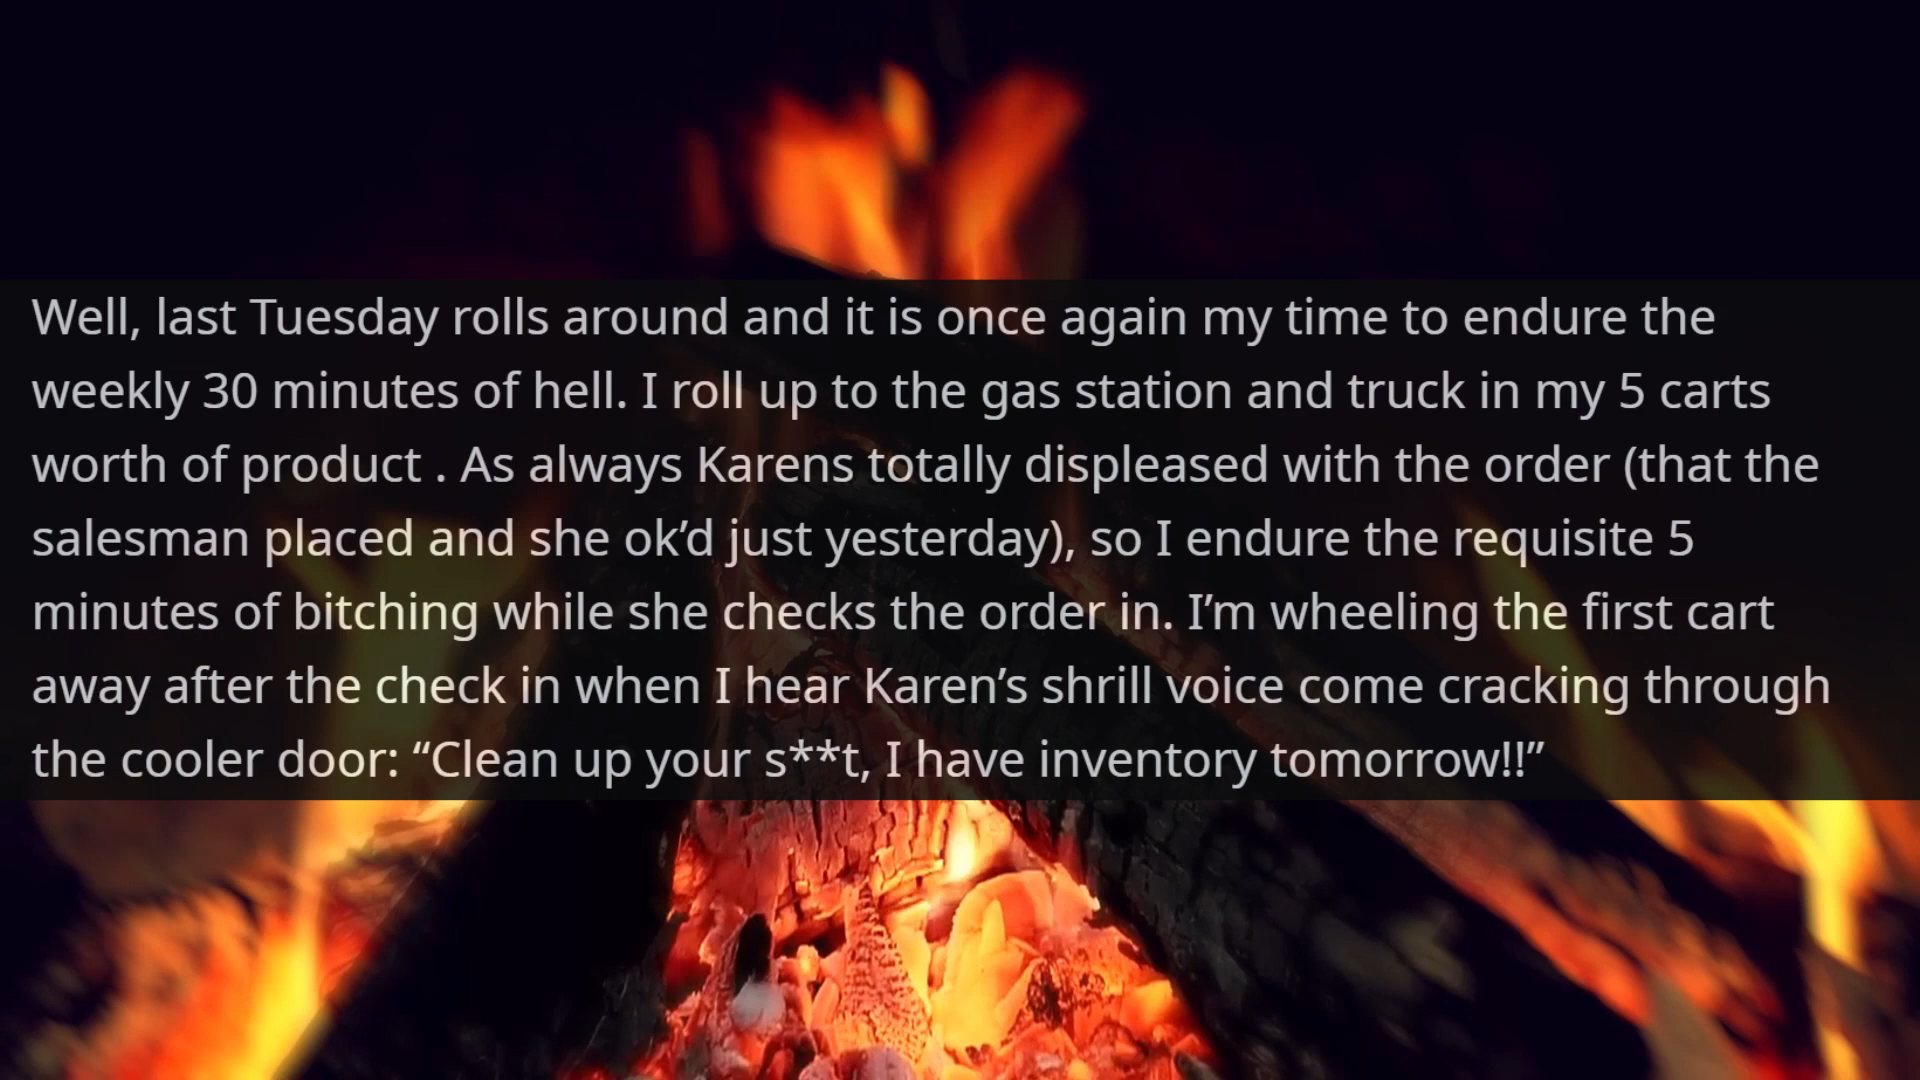 Well, last Tuesday rolls around and it is once again my time to endure the
weekly 30 minutes of hell. I roll up to the gas station and truck in my 5 carts
worth of product . As always Karens totally displeased with the order (that the
salesman placed and she ok’d just yesterday), so I endure the requisite 5
minutes of bitching while she checks the order in. I’m wheeling the first cart
away after the check in when I hear Karen’s shrill voice come cracking through
the cooler door: “Clean up your s**t, I have inventory tomorrow!!”